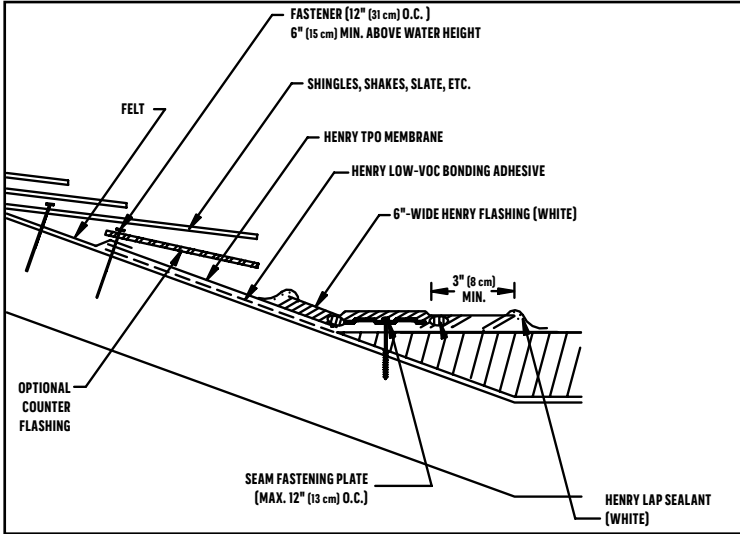 FASTENER (12" (31 cm) O.C. )
6" (15 cm) MIN. ABOVE WATER HEIGHT
SHINGLES, SHAKES, SLATE, ETC.
FELT
HENRY TPO MEMBRANE
HENRY LOW-VOC BONDING ADHESIVE
6"-WIDE HENRY FLASHING (WHITE)
3" (8 cm)
MIN.
OPTIONAL
COUNTER
FLASHING
SEAM FASTENING PLATE
(MAX. 12" (13 cm) O.C.)
HENRY LAP SEALANT
(WHITE)